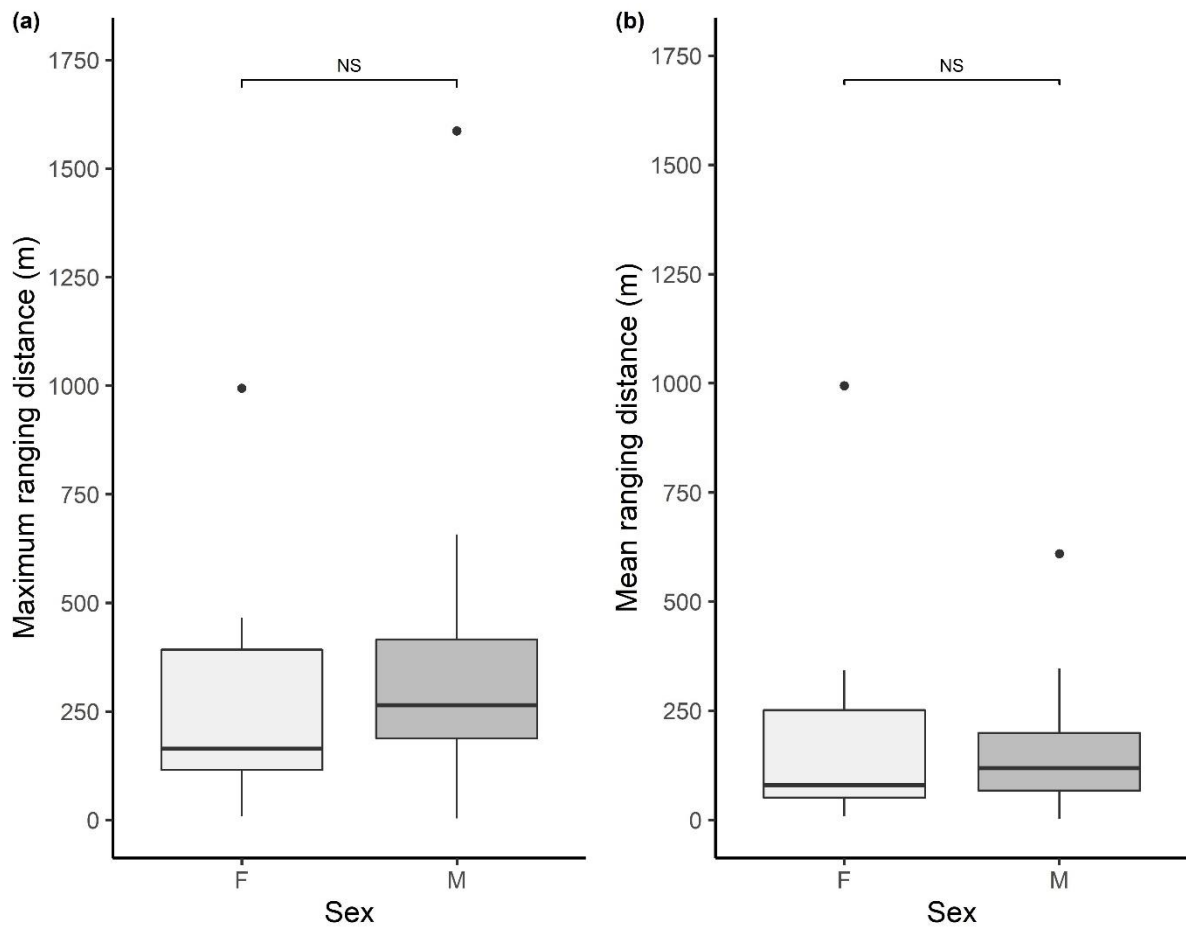 (a)
Maximum ranging distance (m)
1750
1500
1250
1000
750
500
250
0
NS
F
M
Sex
(b)
Mean ranging distance (m)
1750
1500
1250
1000
750
500
250
0
NS
F
M
Sex